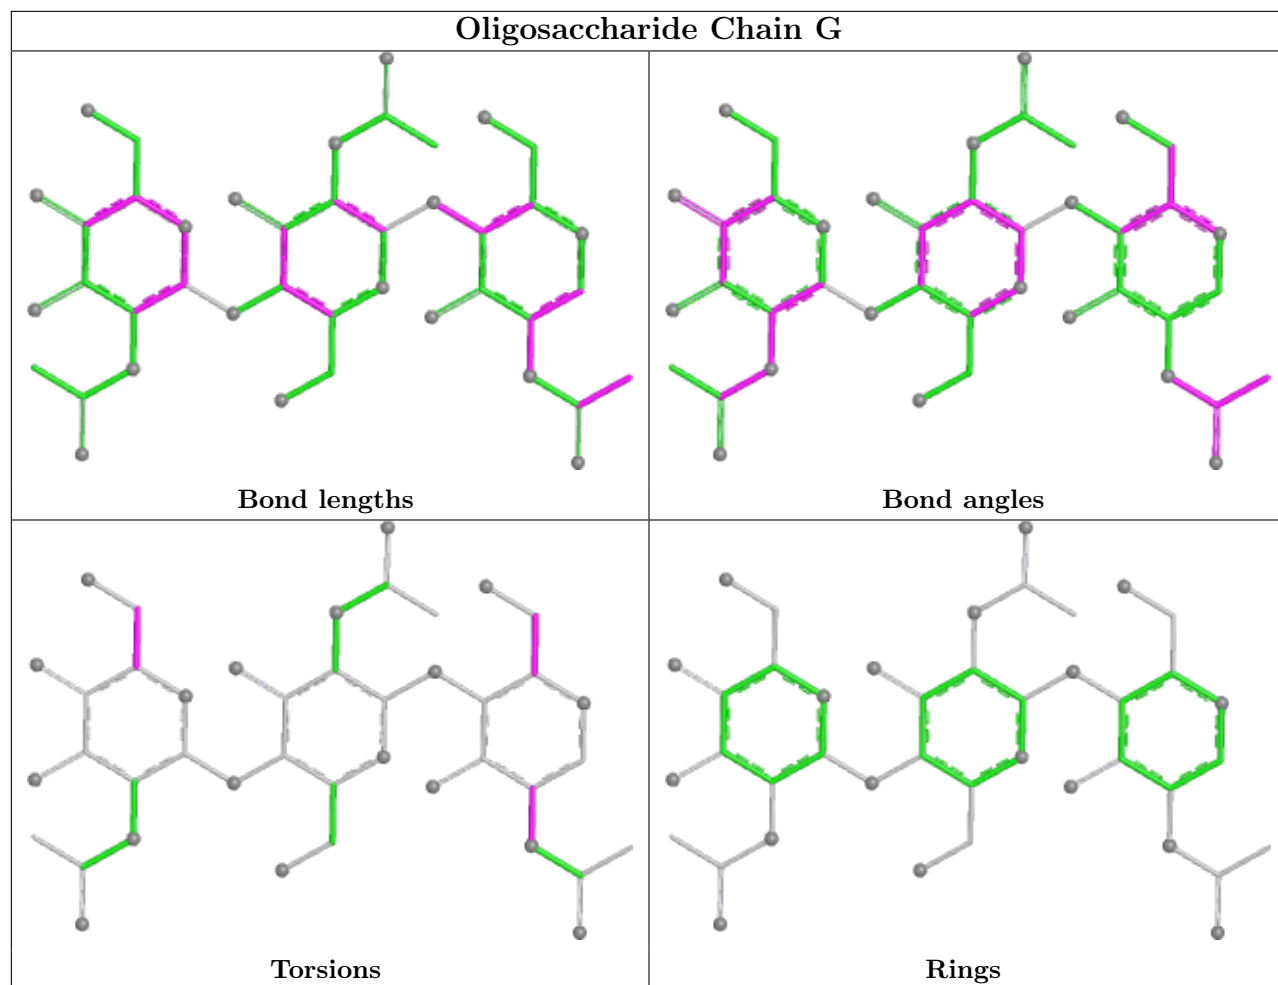 Oligosaccharide Chain G
Bond lengths
Bond angles
Torsions
Rings